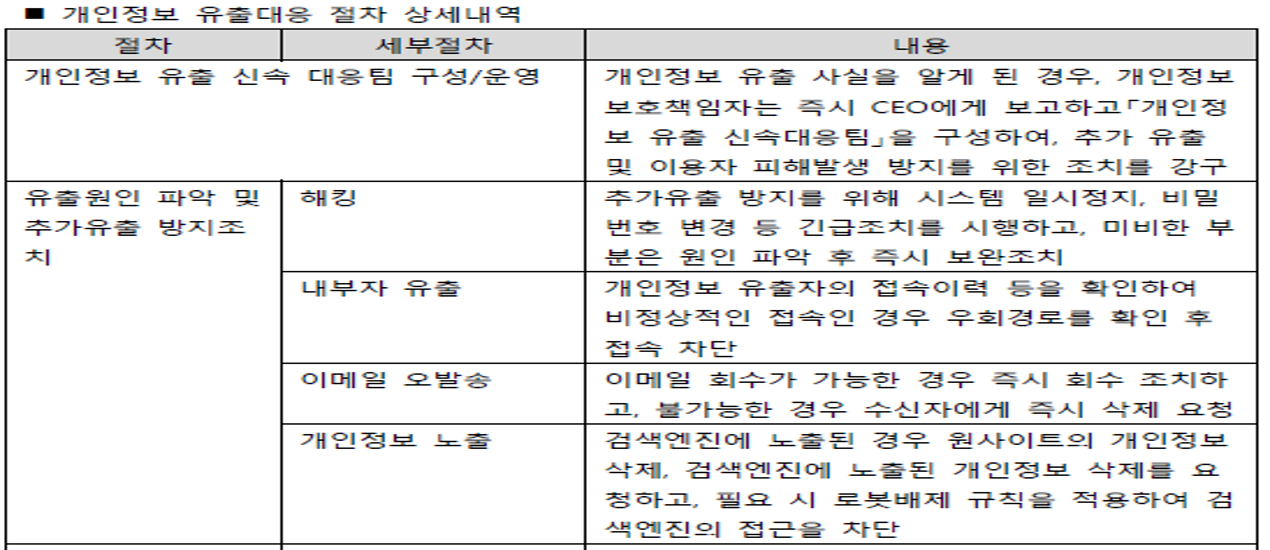 ■ 개인정보 유출대응 절차 상세내역
절차 세부절차 내용
개인정보 유출 신속 대응팀 구성/운영
개인정보 유출 사실을 알게 된 경우, 개인정보
보호책임자는 즉시 CEO에게 보고하고「개인정
보 유출 신속대응팀」을 구성하여, 추가 유출
및 이용자 피해발생 방지를 위한 조치를 강구
유출원인 파악 및
추가유출 방지조
치
해킹
추가유출 방지를 위해 시스템 일시정지, 비밀
번호 변경 등 긴급조치를 시행하고, 미비한 부
분은 원인 파악 후 즉시 보완조치
내부자 유출
개인정보 유출자의 접속이력 등을 확인하여
비정상적인 접속인 경우 우회경로를 확인 후
접속 차단
이메일 오발송
이메일 회수가 가능한 경우 즉시 회수 조치하
고, 불가능한 경우 수신자에게 즉시 삭제 요청
개인정보 노출
검색엔진에 노출된 경우 원사이트의 개인정보
삭제, 검색엔진에 노출된 개인정보 삭제를 요
청하고, 필요 시 로봇배제 규칙을 적용하여 검
색엔진의 접근을 차단